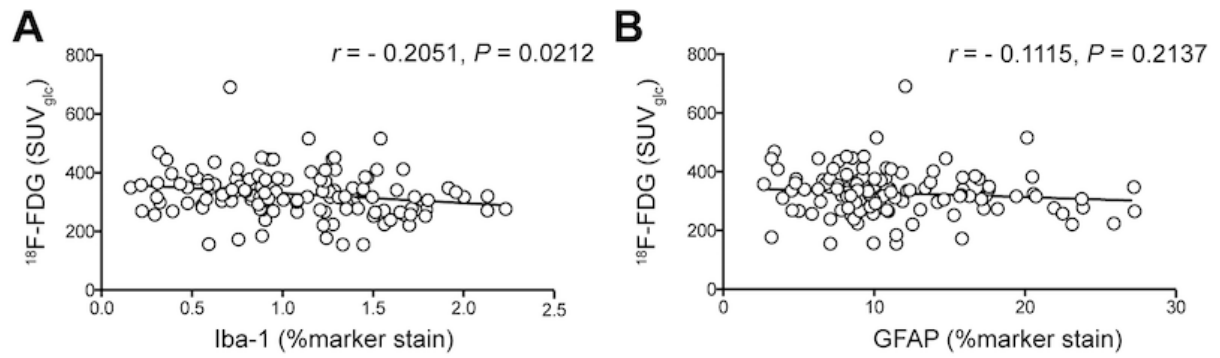 A
r = - 0.2051, P = 0.0212
800
600
400
200
0
0.0 0.5 1.0 1.5 2.0 2.5
18F-FDG (SUVglc)
Iba-1 (%marker stain)
B
r = - 0.1115, P = 0.2137
800
600
400
200
0
0 10 20 30
18F-FDG (SUVglc)
GFAP (%marker stain)